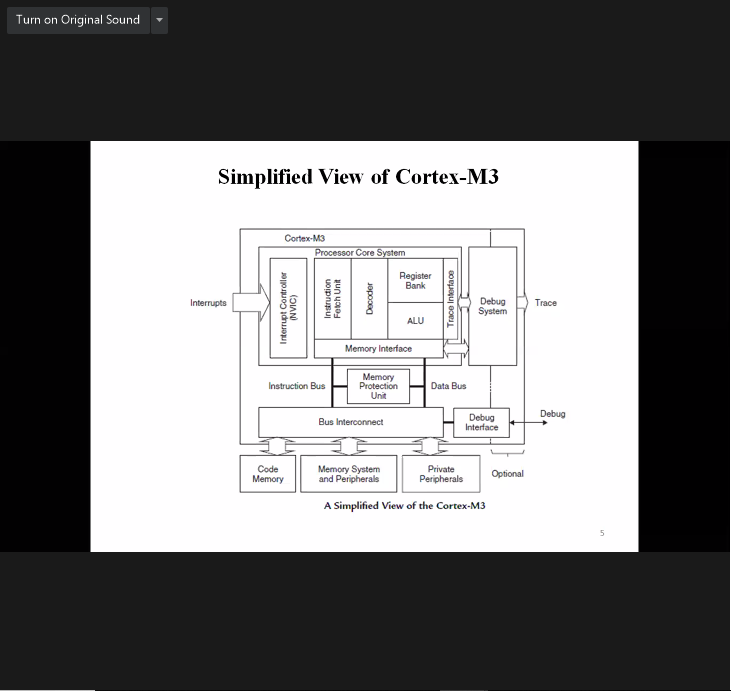 Turn on Original Sound
Simplified View of Cortex-M3
Cortex-M3
Processor Core System
Interrupts
Interrupt Controller
(NVIC)
Instruction
Fetch Unit
Decoder
Register
Bank
ALU
Trace Interface
Memory Interface
Debug
System
Trace
Instruction Bus
Memory
Protection
Unit
Data Bus
Bus Interconnect
Debug
Interface
Debug
Code
Memory
Memory System
and Peripherals
Private
Peripherals
Optional
A Simplified View of the Cortex-M3
5